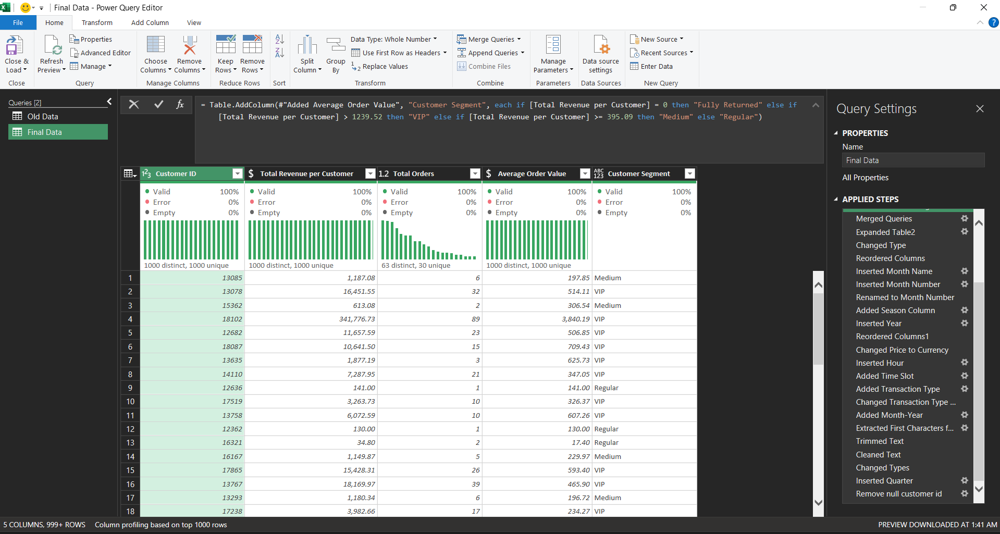 Final Data - Power Query Editor
File Home Transform Add Column View
Close & Load
Close
Refresh Preview
Properties
Advanced Editor
Manage
Query
Choose Columns
Remove Columns
Manage Columns
Keep Rows
Remove Rows
Reduce Rows
Sort
Split Column
Group By
Data Type: Whole Number
Use First Row as Headers
Replace Values
Transform
Merge Queries
Append Queries
Combine Files
Combine
Manage Parameters
Parameters
Data source settings
Data Sources
New Source
Recent Sources
Enter Data
New Query
Queries [2]
Old Data
Final Data
fx
= Table.AddColumn(#"Added Average Order Value", "Customer Segment", each if [Total Revenue per Customer] = 0 then "Fully Returned" else if
[Total Revenue per Customer] > 1239.52 then "VIP" else if [Total Revenue per Customer] >= 395.09 then "Medium" else "Regular")
123 Customer ID $ Total Revenue per Customer 1.2 Total Orders $ Average Order Value ABC123 Customer Segment
Valid 100% Valid 100% Valid 100% Valid 100% Valid 100%
Error 0% Error 0% Error 0% Error 0% Error 0%
Empty 0% Empty 0% Empty 0% Empty 0% Empty 0%
1000 distinct, 1000 unique 1000 distinct, 1000 unique 63 distinct, 30 unique 1000 distinct, 1000 unique
1 13085 1,187.08 6 197.85 Medium
2 13078 16,451.55 32 514.11 VIP
3 15362 613.08 2 306.54 Medium
4 18102 341,776.73 89 3,840.19 VIP
5 12682 11,657.59 23 506.85 VIP
6 18087 10,641.50 15 709.43 VIP
7 13635 1,877.19 3 625.73 VIP
8 14110 7,287.95 21 347.05 VIP
9 12636 141.00 1 141.00 Regular
10 17519 3,263.73 10 326.37 VIP
11 13758 6,072.59 10 607.26 VIP
12 12362 130.00 1 130.00 Regular
13 16321 34.80 2 17.40 Regular
14 16167 1,149.87 5 229.97 Medium
15 17865 15,428.31 26 593.40 VIP
16 13767 18,169.97 39 465.90 VIP
17 13293 1,180.34 6 196.72 Medium
18 17238 3,982.66 17 234.27 VIP
Query Settings
PROPERTIES
Name
Final Data
All Properties
APPLIED STEPS
Merged Queries
Expanded Table2
Changed Type
Reordered Columns
Inserted Month Name
Inserted Month Number
Renamed to Month Number
Added Season Column
Inserted Year
Reordered Columns1
Changed Price to Currency
Inserted Hour
Added Time Slot
Added Transaction Type
Changed Transaction Type ...
Added Month-Year
Extracted First Characters f...
Trimmed Text
Cleaned Text
Changed Types
Inserted Quarter
Remove null customer id
5 COLUMNS, 999+ ROWS Column profiling based on top 1000 rows PREVIEW DOWNLOADED AT 1:41 AM